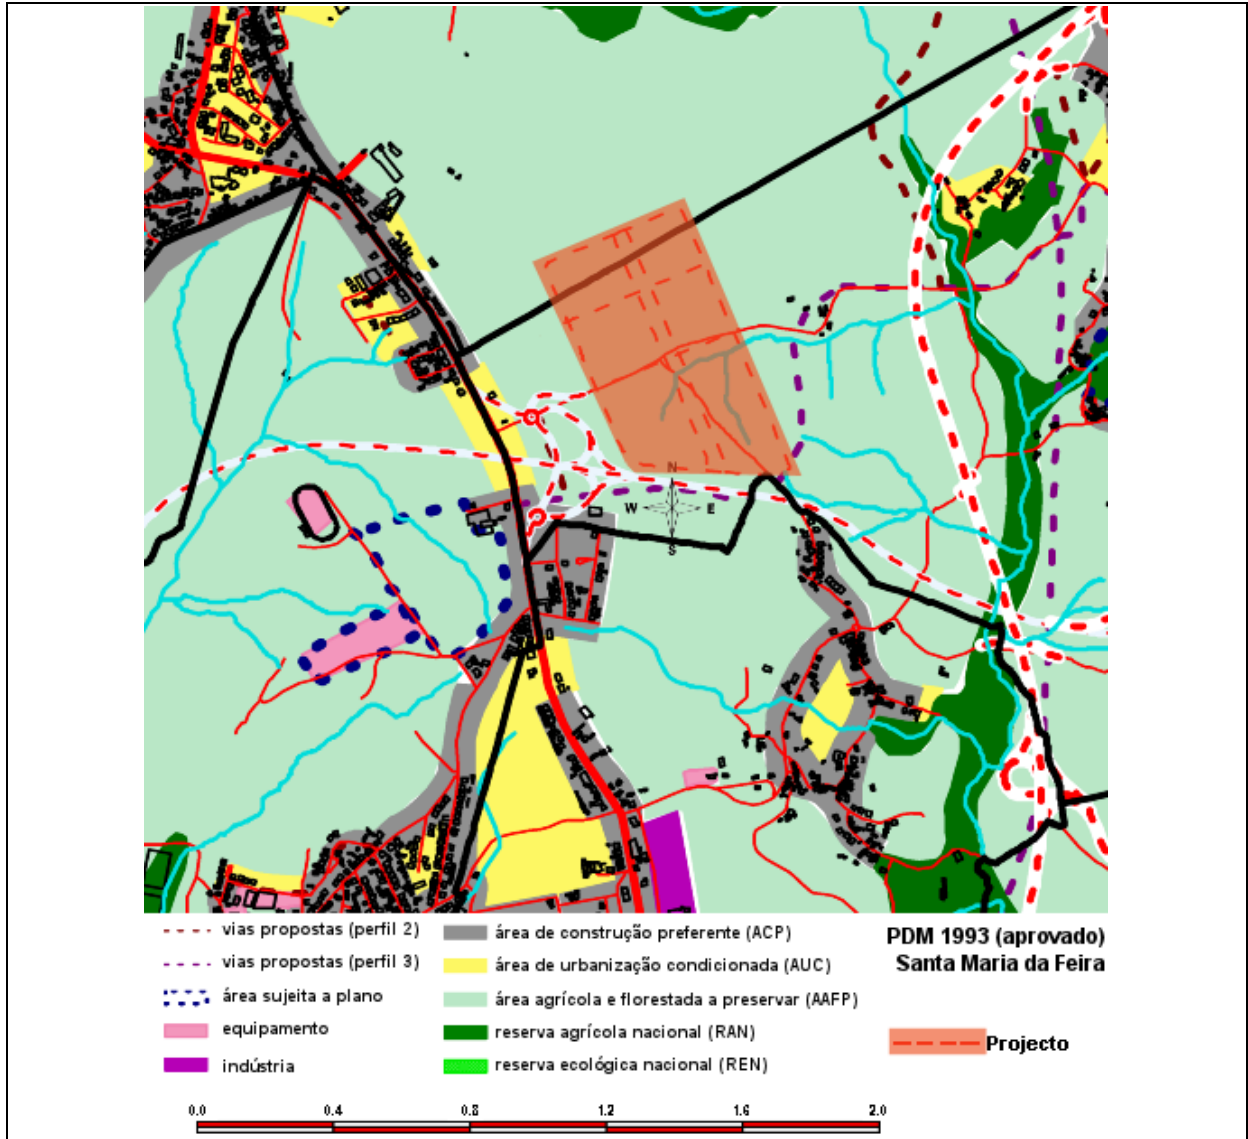 N
W E
S
vias propostas (perfil 2)
vias propostas (perfil 3)
área sujeita a plano
equipamento
indústria
área de construção preferente (ACP)
área de urbanização condicionada (AUC)
área agrícola e florestada a preservar (AAFP)
reserva agrícola nacional (RAN)
reserva ecológica nacional (REN)
PDM 1993 (aprovado)
Santa Maria da Feira
Projecto
0.0 0.4 0.8 1.2 1.6 2.0